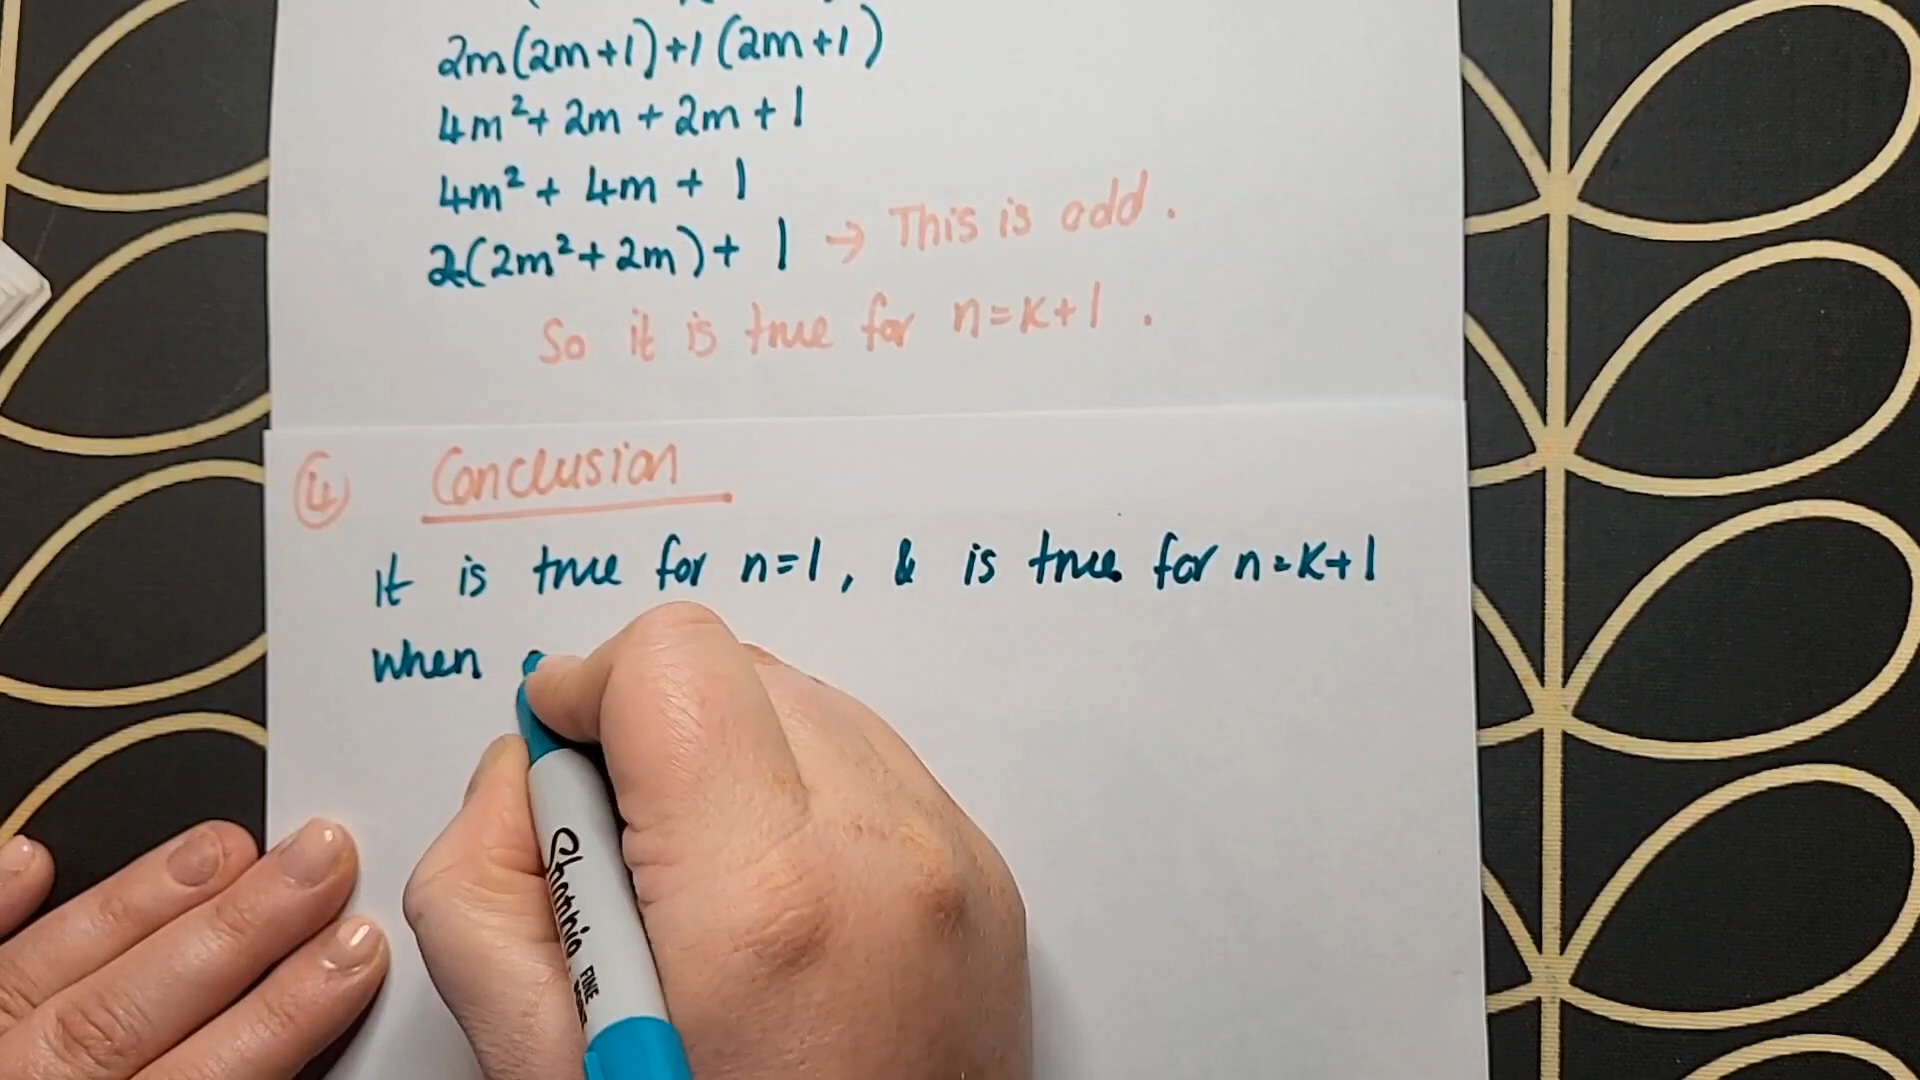 2m(2m+1)+1(2m+1)
4m²+2m+2m+1
4m²+4m+1
2(2m²+2m)+1 → This is odd.
So it is true for n=k+1.
④ Conclusion
it is true for n=1, & is true for n=k+1
when
Sharpie
FINE